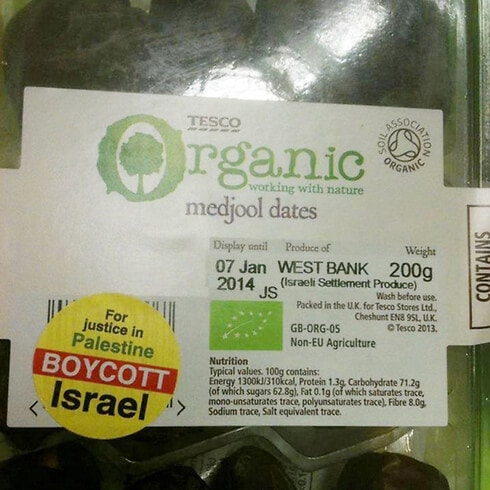 TESCO
Organic
working with nature
medjool dates
SOIL ASSOCIATION
ORGANIC
Display until
Produce of
Weight
07 Jan
2014
JS
WEST BANK
(Israeli Settlement Produce)
200g
Wash before use.
Packed in the U.K. for Tesco Stores Ltd.,
Cheshunt EN8 9SL, U.K.
© Tesco 2013.
GB-ORG-05
Non-EU Agriculture
Nutrition
Typical values. 100g contains:
Energy 1300kJ/310kcal, Protein 1.3g, Carbohydrate 71.2g
(of which sugars 62.8g), Fat 0.1g (of which saturates trace,
mono-unsaturates trace, polyunsaturates trace), Fibre 8.0g,
Sodium trace, Salt equivalent trace.
For
justice in
Palestine
BOYCOTT
Israel
CONTAINS